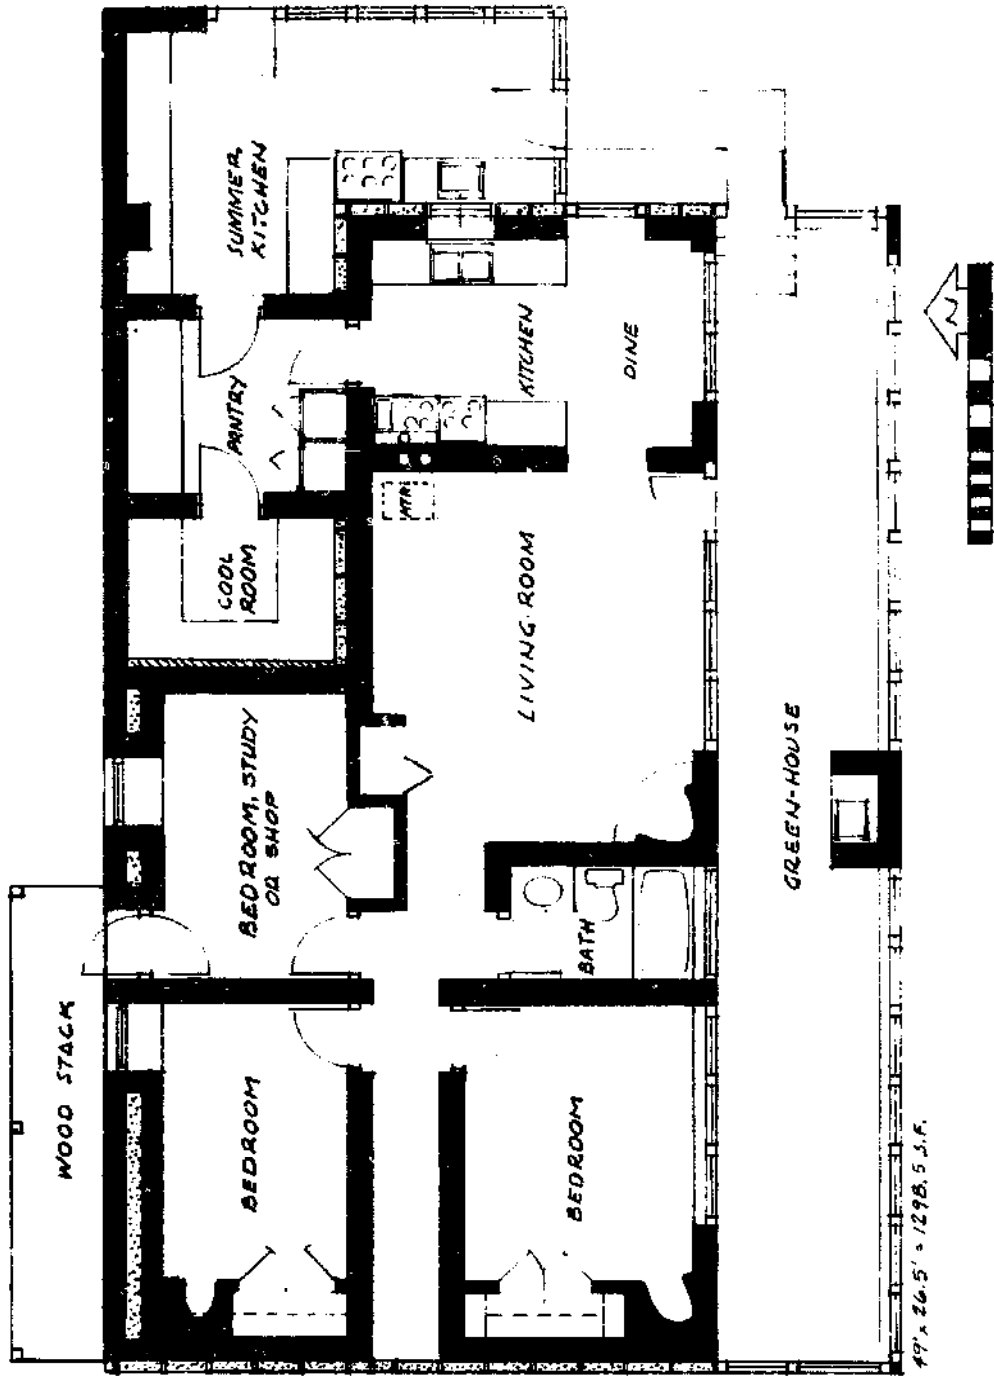 SUMMER
KITCHEN
PANTRY
COOL
ROOM
KITCHEN
DINE
HTR
LIVING ROOM
BEDROOM, STUDY
OR SHOP
WOOD STACK
BEDROOM
BATH
BEDROOM
GREEN-HOUSE
N
49' x 26.5' = 1298.5 S.F.